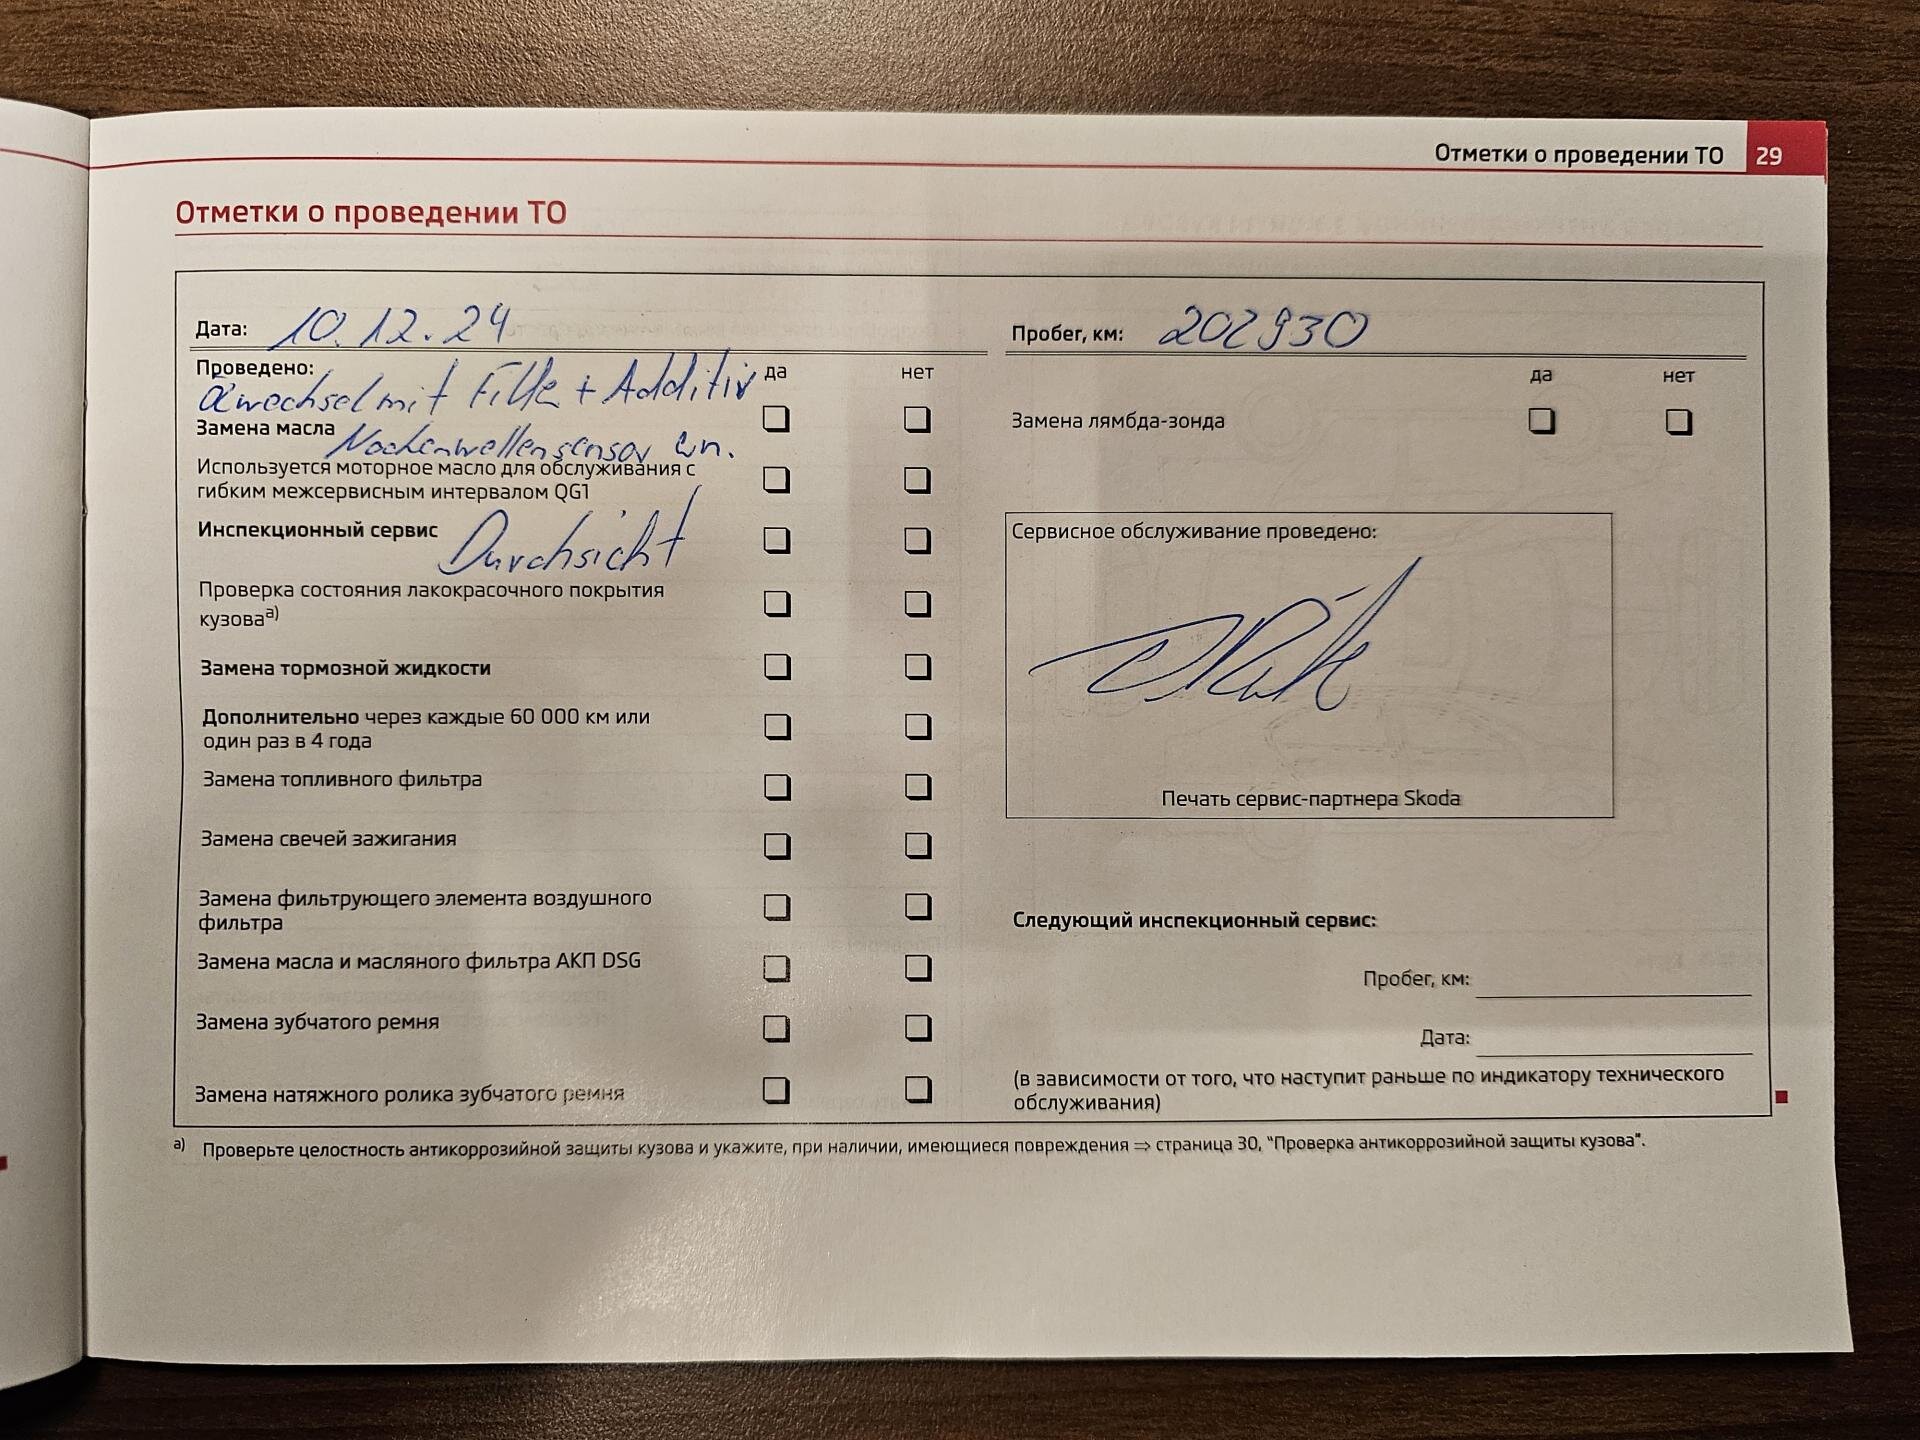 Отметки о проведении ТО 29
Отметки о проведении ТО
Дата: 10.12.24
Проведено: да нет
Ölwechsel mit Filter + Additiv
Замена масла
Nockenwellensensor ern.
Используется моторное масло для обслуживания с
гибким межсервисным интервалом QG1
Инспекционный сервис Durchsicht
Проверка состояния лакокрасочного покрытия
кузоваa)
Замена тормозной жидкости
Дополнительно через каждые 60 000 км или
один раз в 4 года
Замена топливного фильтра
Замена свечей зажигания
Замена фильтрующего элемента воздушного
фильтра
Замена масла и масляного фильтра АКП DSG
Замена зубчатого ремня
Замена натяжного ролика зубчатого ремня
Пробег, км: 202930
да нет
Замена лямбда-зонда
Сервисное обслуживание проведено:
Печать сервис-партнера Skoda
Следующий инспекционный сервис:
Пробег, км:
Дата:
(в зависимости от того, что наступит раньше по индикатору технического
обслуживания)
a) Проверьте целостность антикоррозийной защиты кузова и укажите, при наличии, имеющиеся повреждения ⇒ страница 30, "Проверка антикоррозийной защиты кузова".